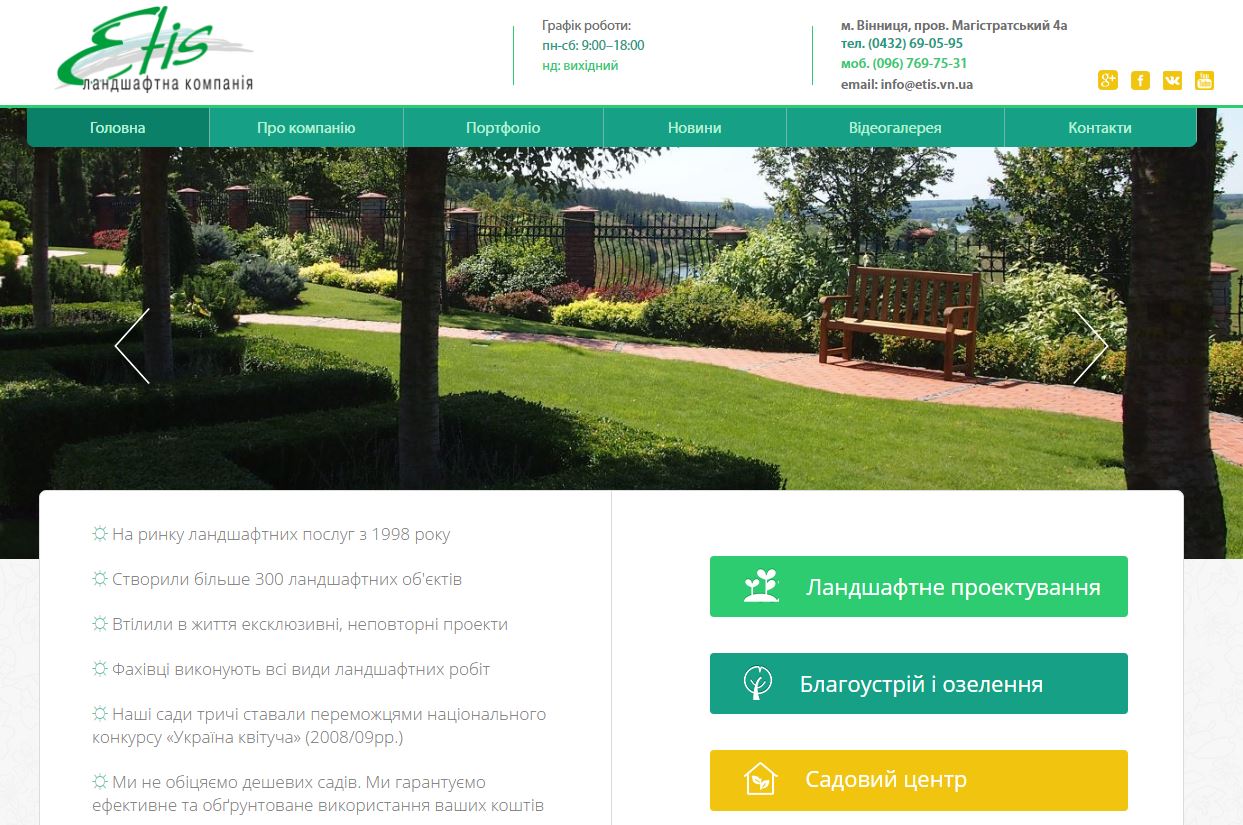 Etis
ландшафтна компанія
Графік роботи:
пн-сб: 9:00–18:00
нд: вихідний
м. Вінниця, пров. Магістратський 4а
тел. (0432) 69-05-95
моб. (096) 769-75-31
email: info@etis.vn.ua
Головна
Про компанію
Портфоліо
Новини
Відеогалерея
Контакти
На ринку ландшафтних послуг з 1998 року
Створили більше 300 ландшафтних об'єктів
Втілили в життя ексклюзивні, неповторні проекти
Фахівці виконують всі види ландшафтних робіт
Наші сади тричі ставали переможцями національного
конкурсу «Україна квітуча» (2008/09рр.)
Ми не обіцяємо дешевих садів. Ми гарантуємо
ефективне та обґрунтоване використання ваших коштів
Ландшафтне проектування
Благоустрій і озелення
Садовий центр